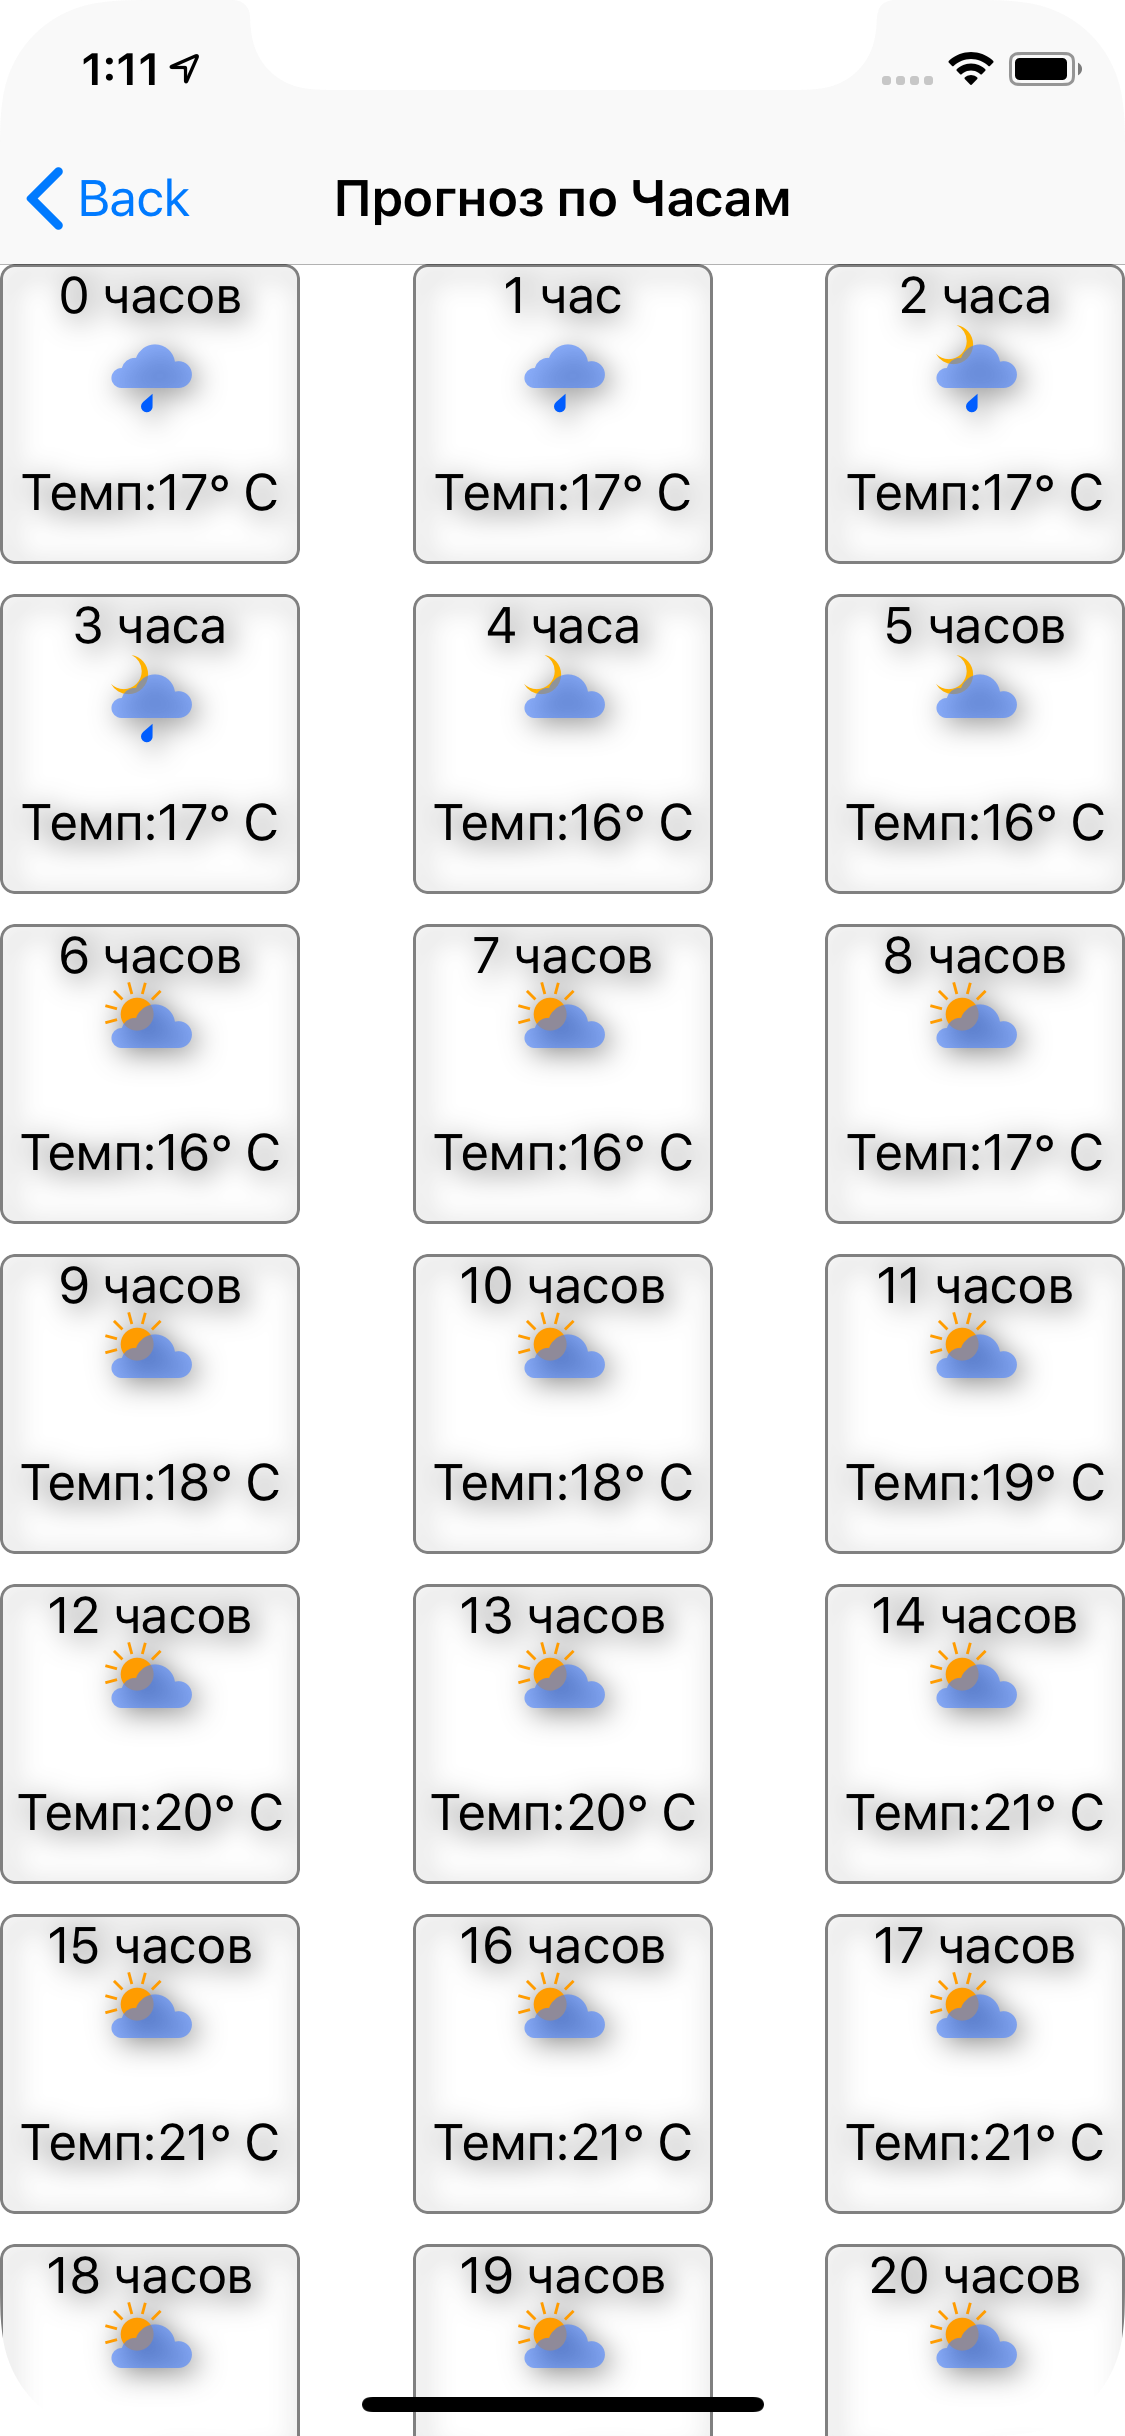 1:11
Back
Прогноз по Часам
0 часов
1 час
2 часа
Темп:17° C
Темп:17° C
Темп:17° C
3 часа
4 часа
5 часов
Темп:17° C
Темп:16° C
Темп:16° C
6 часов
7 часов
8 часов
Темп:16° C
Темп:16° C
Темп:17° C
9 часов
10 часов
11 часов
Темп:18° C
Темп:18° C
Темп:19° C
12 часов
13 часов
14 часов
Темп:20° C
Темп:20° C
Темп:21° C
15 часов
16 часов
17 часов
Темп:21° C
Темп:21° C
Темп:21° C
18 часов
19 часов
20 часов